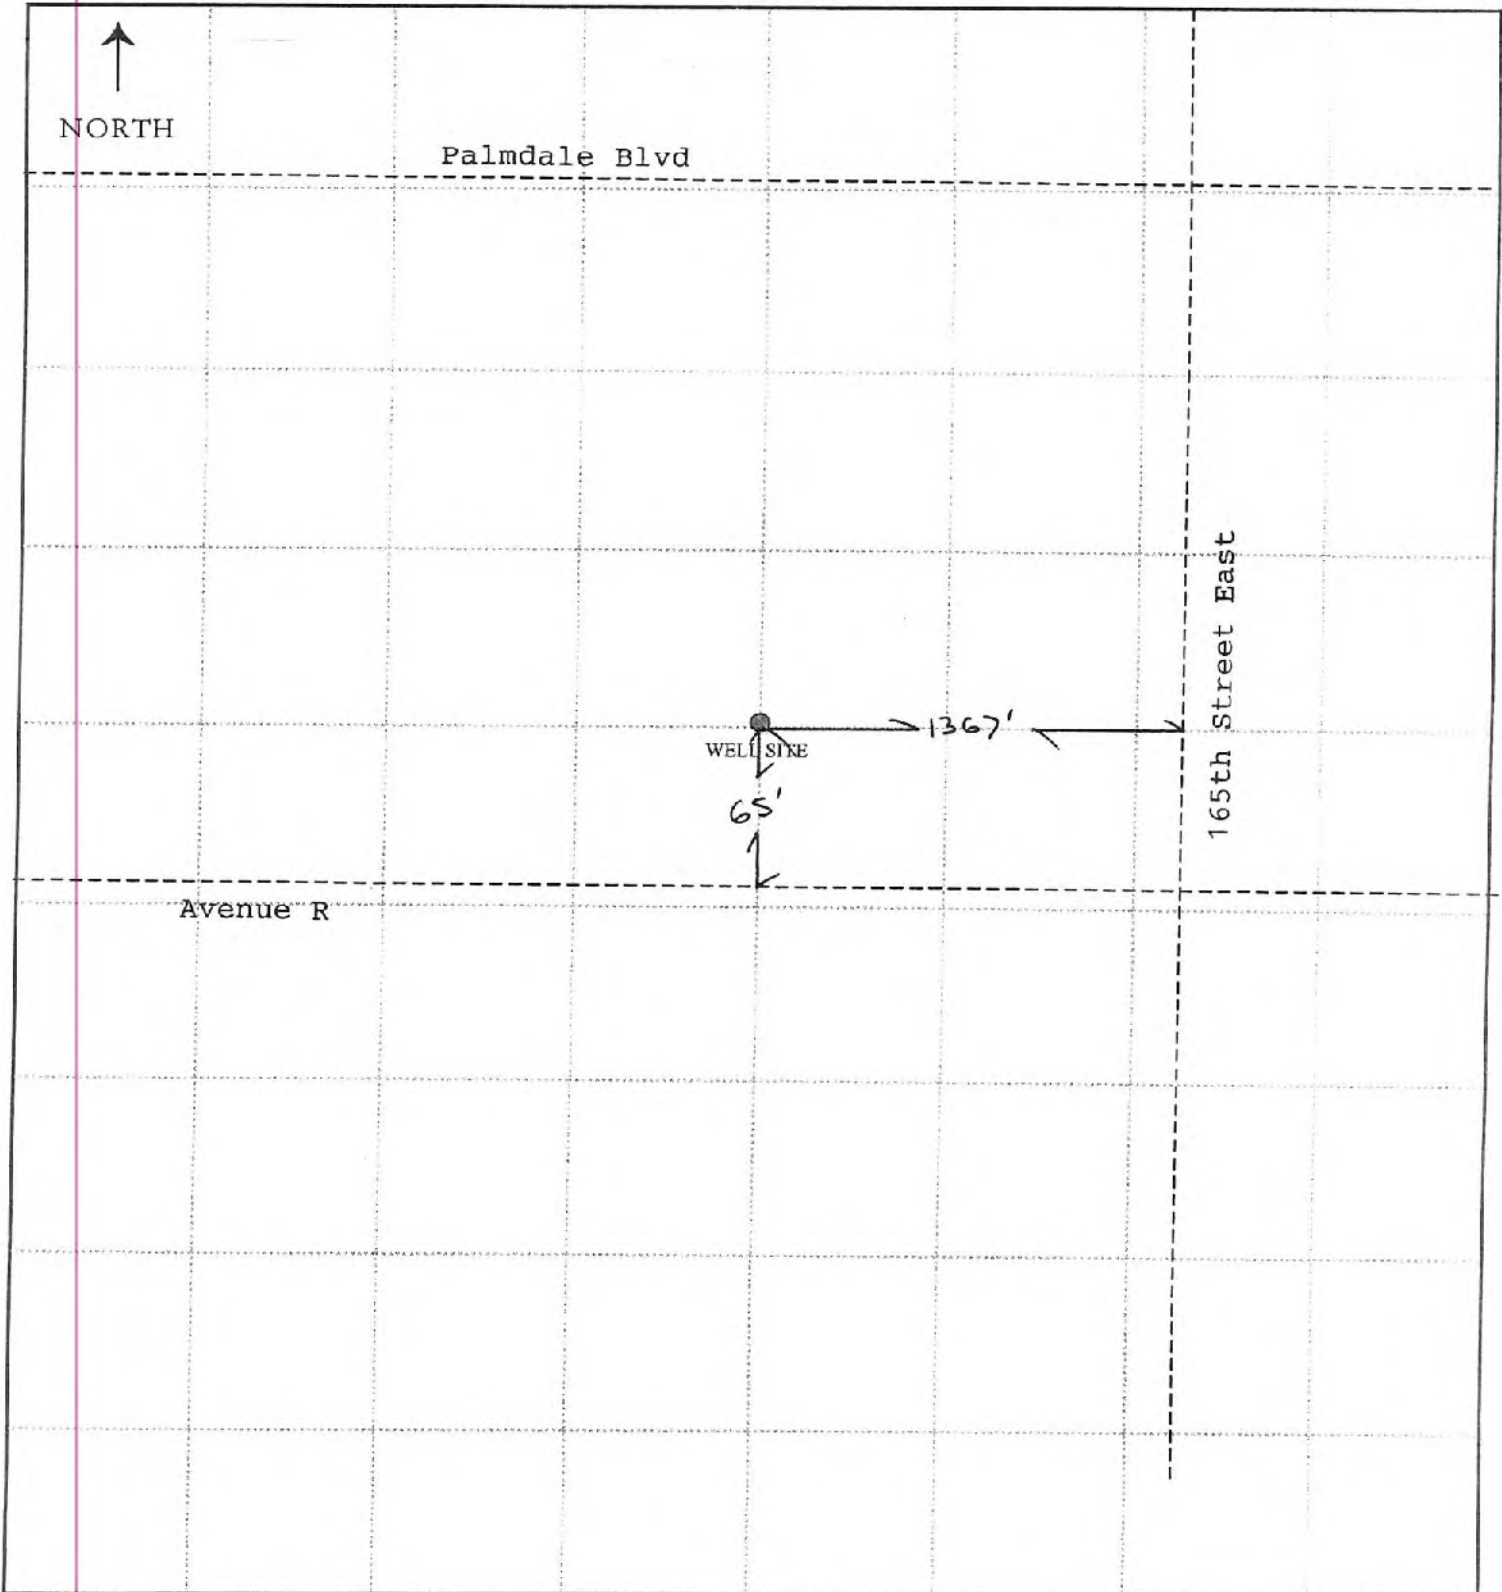 NORTH
Palmdale Blvd
165th Street East
1367'
WELL SITE
65'
Avenue R